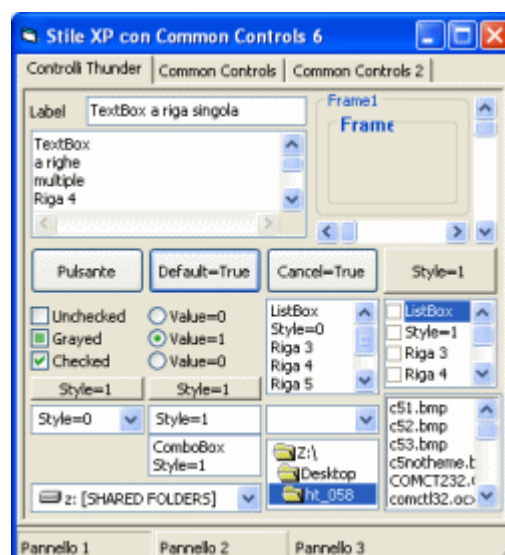 Stile XP con Common Controls 6
Controlli Thunder
Common Controls
Common Controls 2
Label
TextBox a riga singola
Frame1
Frame
TextBox
a righe
multiple
Riga 4
Pulsante
Default=True
Cancel=True
Style=1
Unchecked
Grayed
Checked
Value=0
Value=1
Value=0
ListBox
Style=0
Riga 3
Riga 4
Riga 5
ListBox
Style=1
Riga 3
Riga 4
Style=1
Style=1
Style=0
Style=1
ComboBox
Style=1
z: [SHARED FOLDERS]
Z:\
Desktop
ht_058
c51.bmp
c52.bmp
c53.bmp
c5notheme.b
COMCT232.
comctl32.oc
Pannello 1
Pannello 2
Pannello 3